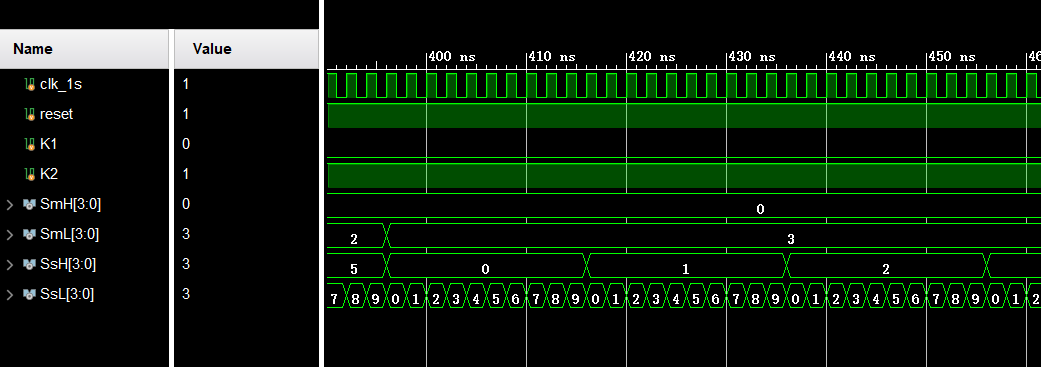 Name Value
400 ns 410 ns 420 ns 430 ns 440 ns 450 ns 46
clk_1s 1
reset 1
K1 0
K2 1
SmH[3:0] 0 0
SmL[3:0] 3 2 3
SsH[3:0] 3 5 0 1 2
SsL[3:0] 3 7 8 9 0 1 2 3 4 5 6 7 8 9 0 1 2 3 4 5 6 7 8 9 0 1 2 3 4 5 6 7 8 9 0 1 2